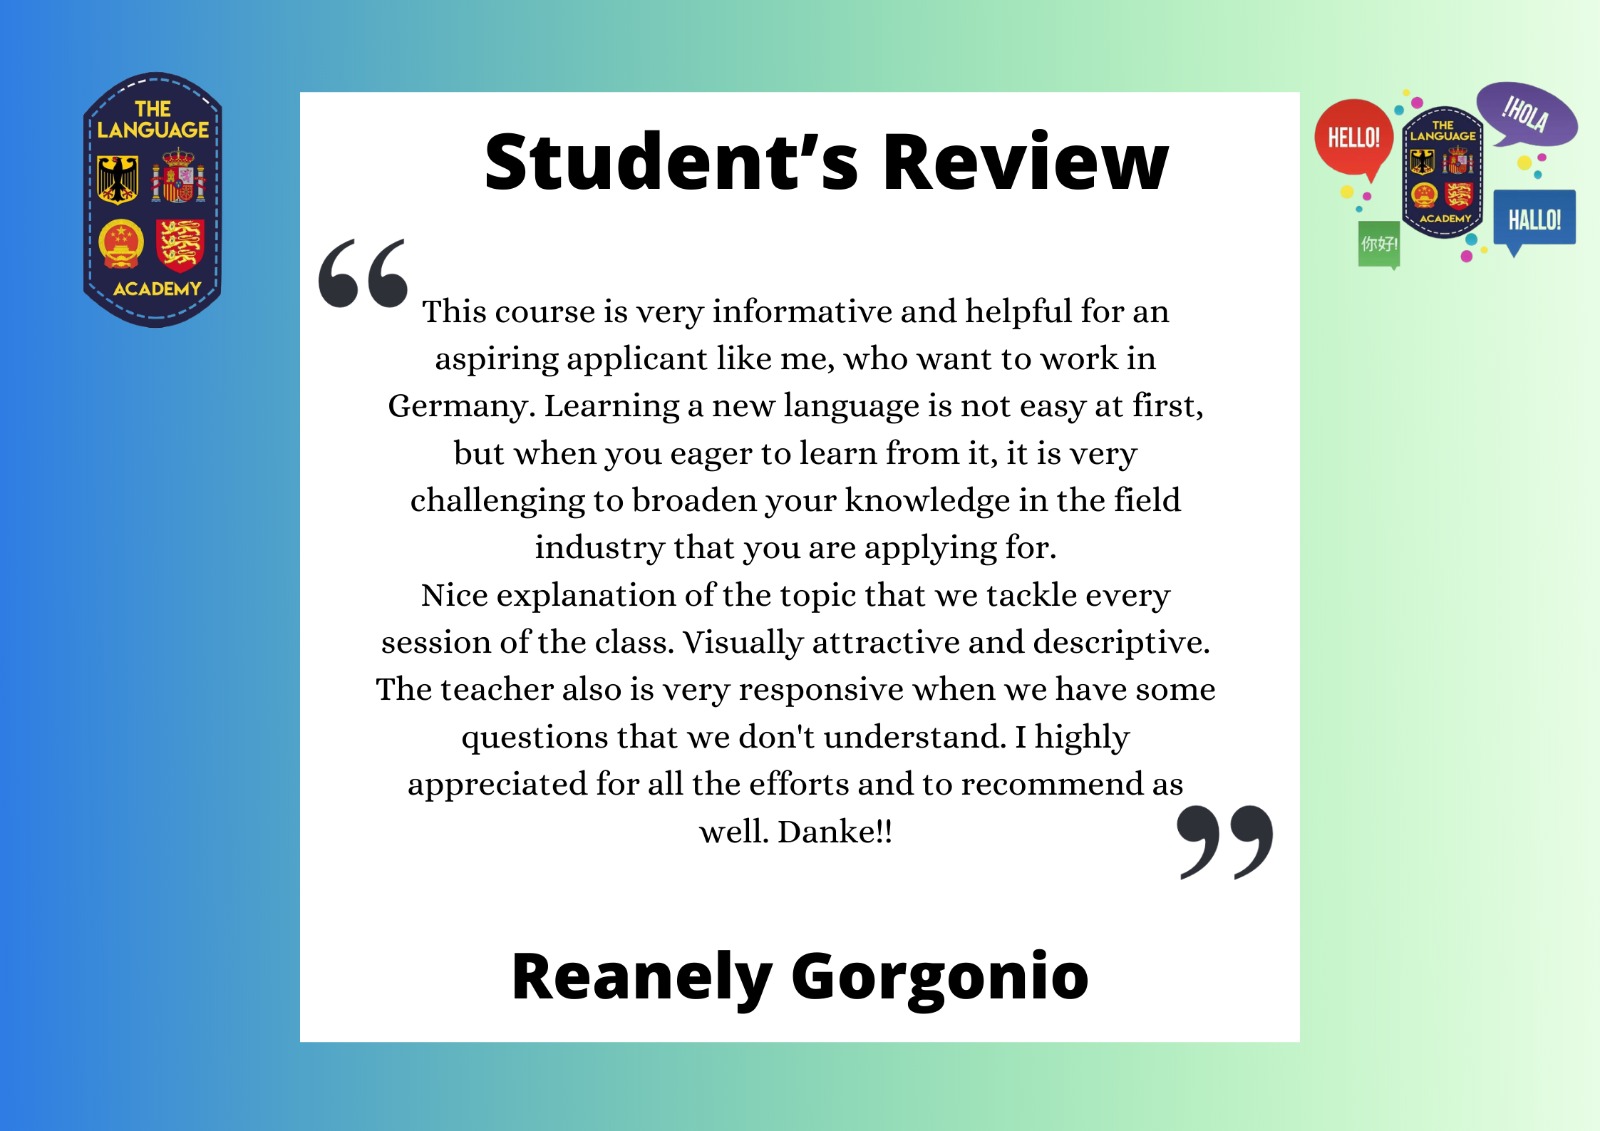 THE
LANGUAGE
ACADEMY
Student’s Review
HELLO!
¡HOLA
THE
LANGUAGE
ACADEMY
HALLO!
你好!
“
This course is very informative and helpful for an
aspiring applicant like me, who want to work in
Germany. Learning a new language is not easy at first,
but when you eager to learn from it, it is very
challenging to broaden your knowledge in the field
industry that you are applying for.
Nice explanation of the topic that we tackle every
session of the class. Visually attractive and descriptive.
The teacher also is very responsive when we have some
questions that we don't understand. I highly
appreciated for all the efforts and to recommend as
well. Danke!!
”
Reanely Gorgonio